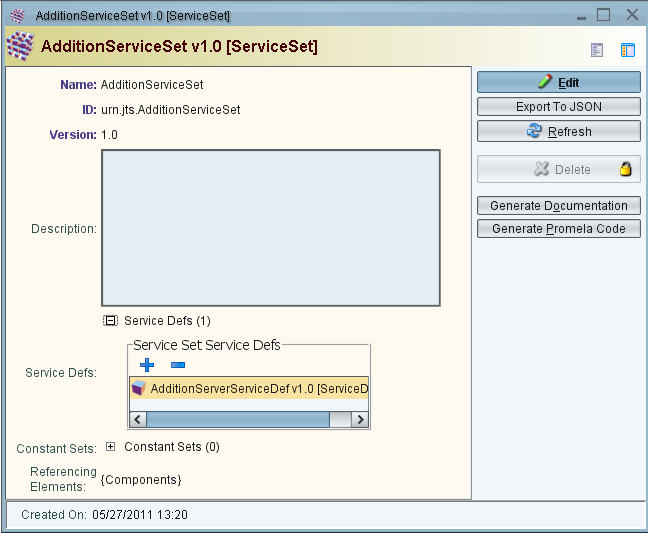 AdditionServiceSet v1.0 [ServiceSet]
AdditionServiceSet v1.0 [ServiceSet]
Name: AdditionServiceSet
ID: urn.jts.AdditionServiceSet
Version: 1.0
Description:
Service Defs (1)
Service Set Service Defs
Service Defs:
AdditionServerServiceDef v1.0 [ServiceD
Constant Sets: Constant Sets (0)
Referencing
Elements: {Components}
Created On: 05/27/2011 13:20
Edit
Export To JSON
Refresh
Delete
Generate Documentation
Generate Promela Code